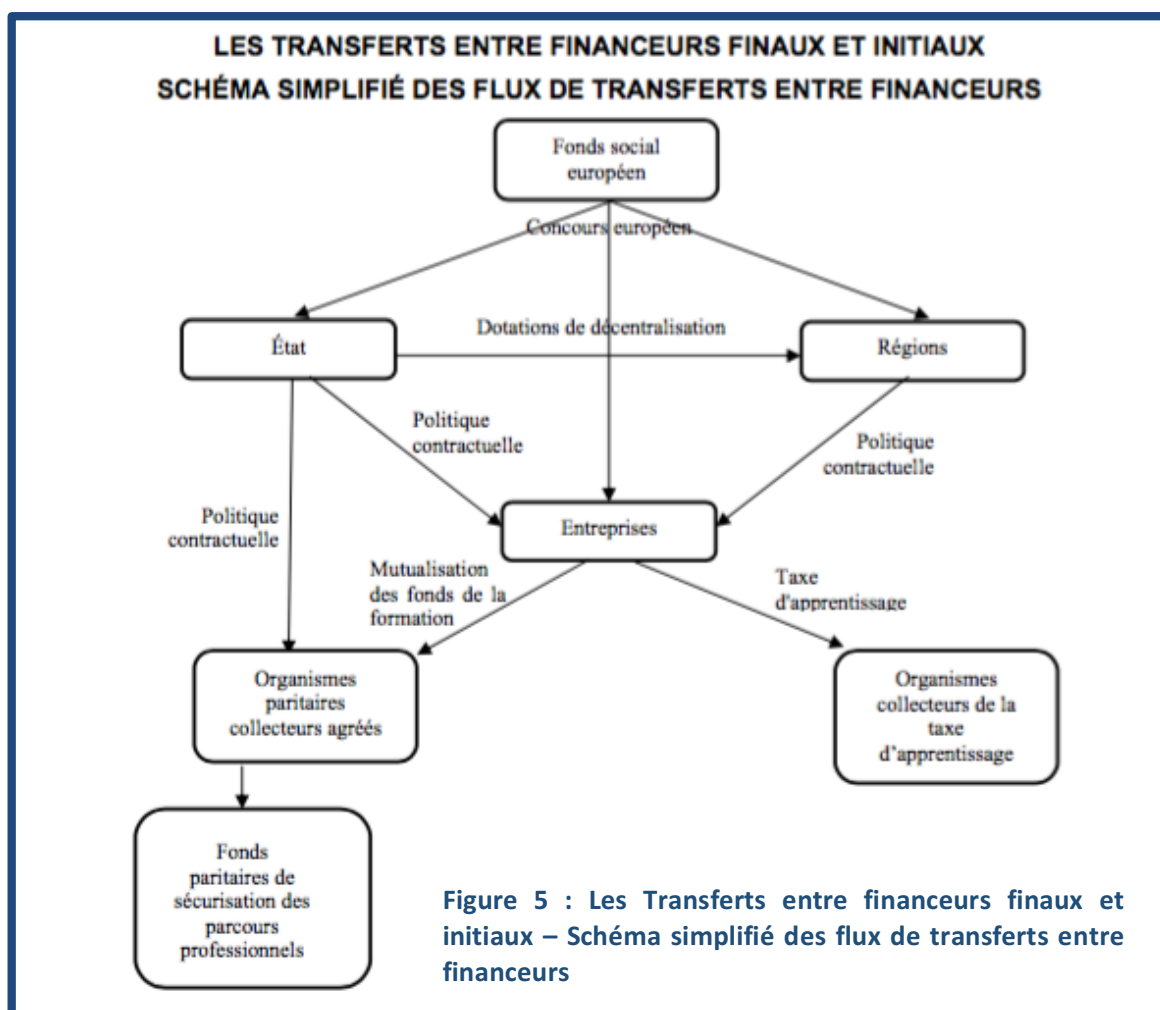 LES TRANSFERTS ENTRE FINANCEURS FINAUX ET INITIAUX
SCHÉMA SIMPLIFIÉ DES FLUX DE TRANSFERTS ENTRE FINANCEURS
Fonds social
européen
Concours européen
État
Dotations de décentralisation
Régions
Politique
contractuelle
Politique
contractuelle
Politique
contractuelle
Entreprises
Mutualisation
des fonds de la
formation
Taxe
d'apprentissage
Organismes
paritaires
collecteurs agréés
Organismes
collecteurs de la
taxe
d’apprentissage
Fonds
paritaires de
sécurisation des
parcours
professionnels
Figure 5 : Les Transferts entre financeurs finaux et
initiaux – Schéma simplifié des flux de transferts entre
financeurs